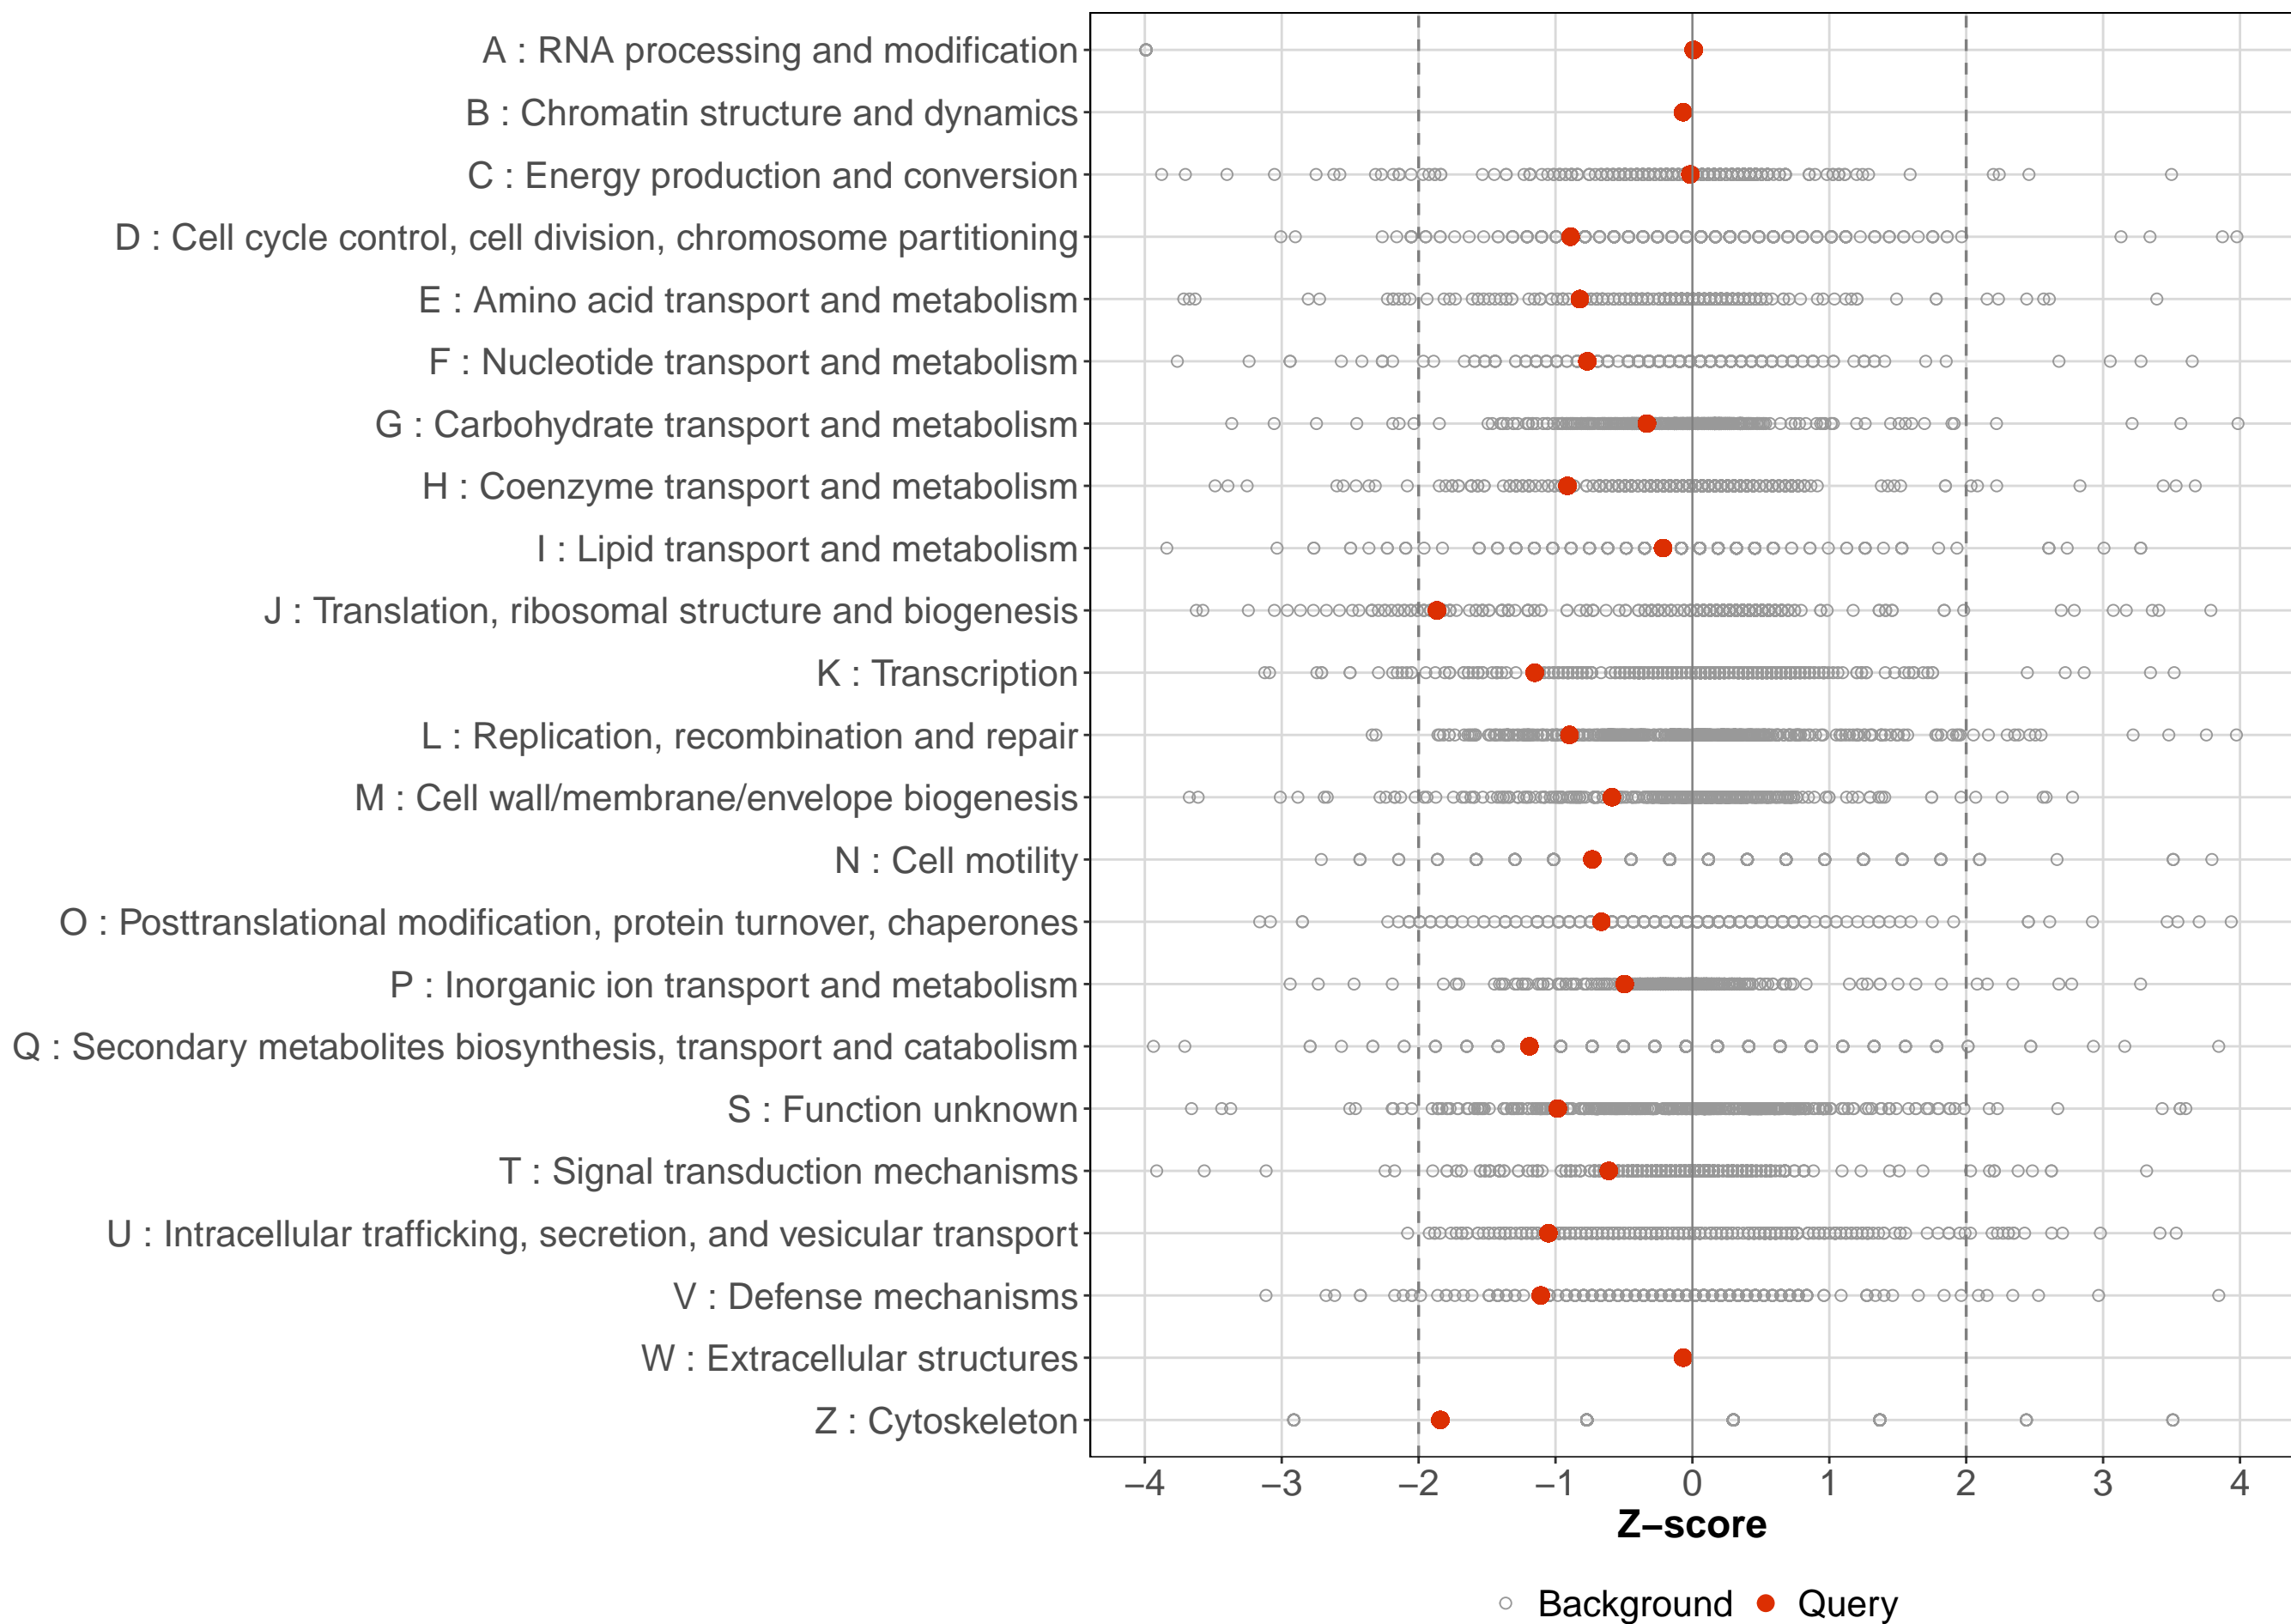 A : RNA processing and modification
B : Chromatin structure and dynamics
C : Energy production and conversion
D : Cell cycle control, cell division, chromosome partitioning
E : Amino acid transport and metabolism
F : Nucleotide transport and metabolism
G : Carbohydrate transport and metabolism
H : Coenzyme transport and metabolism
I : Lipid transport and metabolism
J : Translation, ribosomal structure and biogenesis
K : Transcription
L : Replication, recombination and repair
M : Cell wall/membrane/envelope biogenesis
N : Cell motility
O : Posttranslational modification, protein turnover, chaperones
P : Inorganic ion transport and metabolism
Q : Secondary metabolites biosynthesis, transport and catabolism
S : Function unknown
T : Signal transduction mechanisms
U : Intracellular trafficking, secretion, and vesicular transport
V : Defense mechanisms
W : Extracellular structures
Z : Cytoskeleton
−4 −3 −2 −1 0 1 2 3 4
Z−score
Background Query